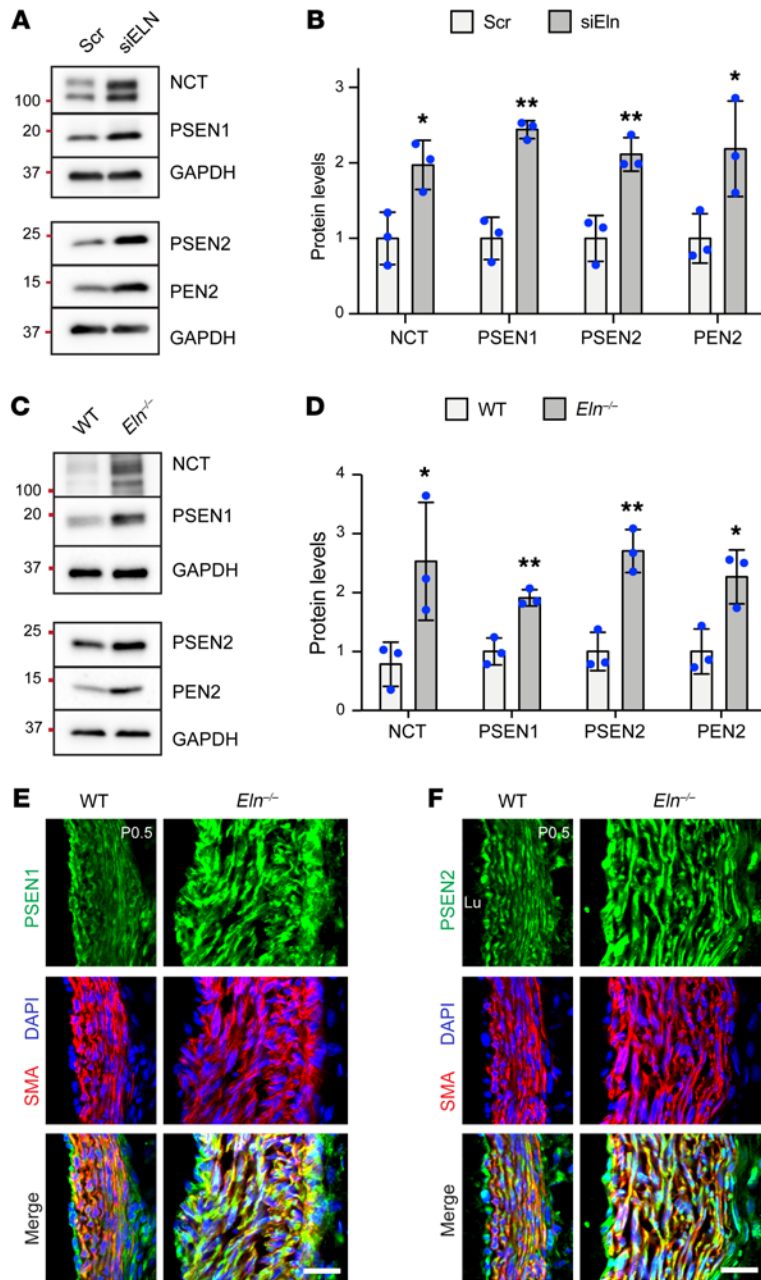 A
Scr siELN
NCT
100
20
PSEN1
37
GAPDH
25
PSEN2
15
PEN2
37
GAPDH
B
Scr siEln
Protein levels
3
2
1
0
* ** ** *
NCT PSEN1 PSEN2 PEN2
C
WT Eln–/–
NCT
100
20
PSEN1
37
GAPDH
25
PSEN2
15
PEN2
37
GAPDH
D
WT Eln–/–
Protein levels
4
3
2
1
0
* ** ** *
NCT PSEN1 PSEN2 PEN2
E
WT Eln–/–
P0.5
PSEN1
SMA DAPI
Merge
F
WT Eln–/–
P0.5
Lu
PSEN2
SMA DAPI
Merge